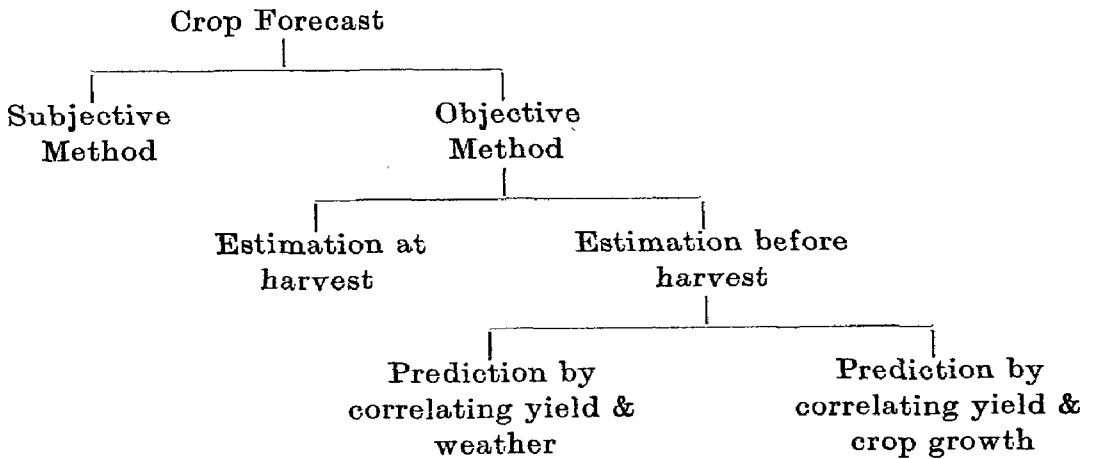 Crop Forecast
Subjective
Method
Objective
Method
Estimation at
harvest
Estimation before
harvest
Prediction by
correlating yield &
weather
Prediction by
correlating yield &
crop growth